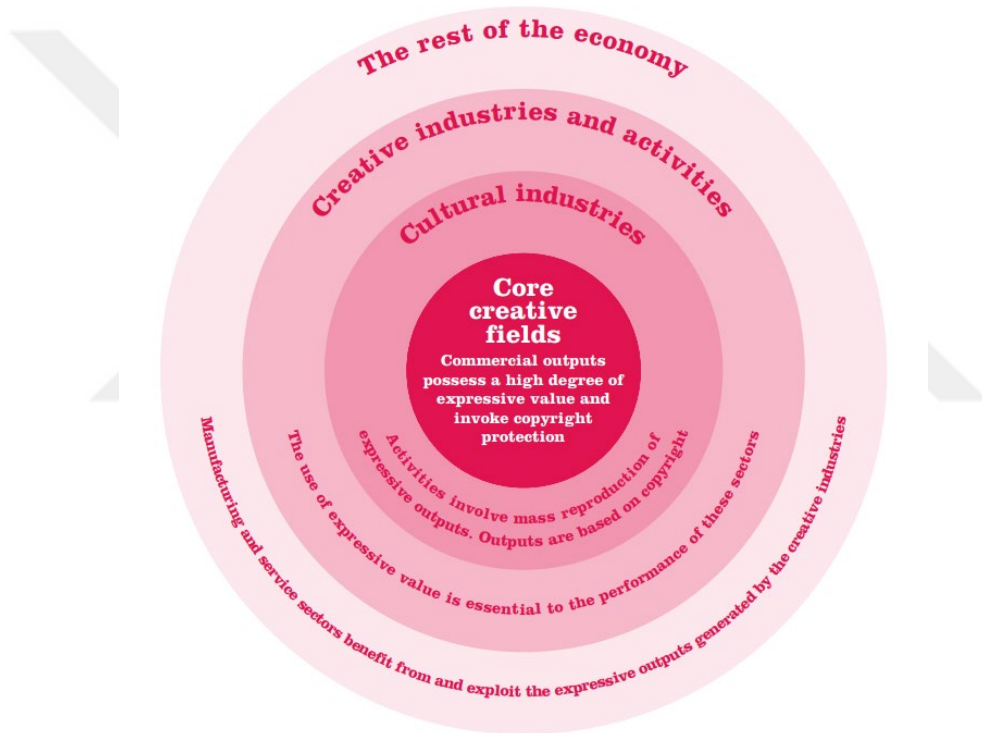 The rest of the economy
Creative industries and activities
Cultural industries
Core
creative
fields
Commercial outputs
possess a high degree of
expressive value and
invoke copyright
protection
Activities involve mass reproduction of
expressive outputs. Outputs are based on copyright
The use of expressive value is essential to the performance of these sectors
Manufacturing and service sectors benefit from and exploit the expressive outputs generated by the creative industries